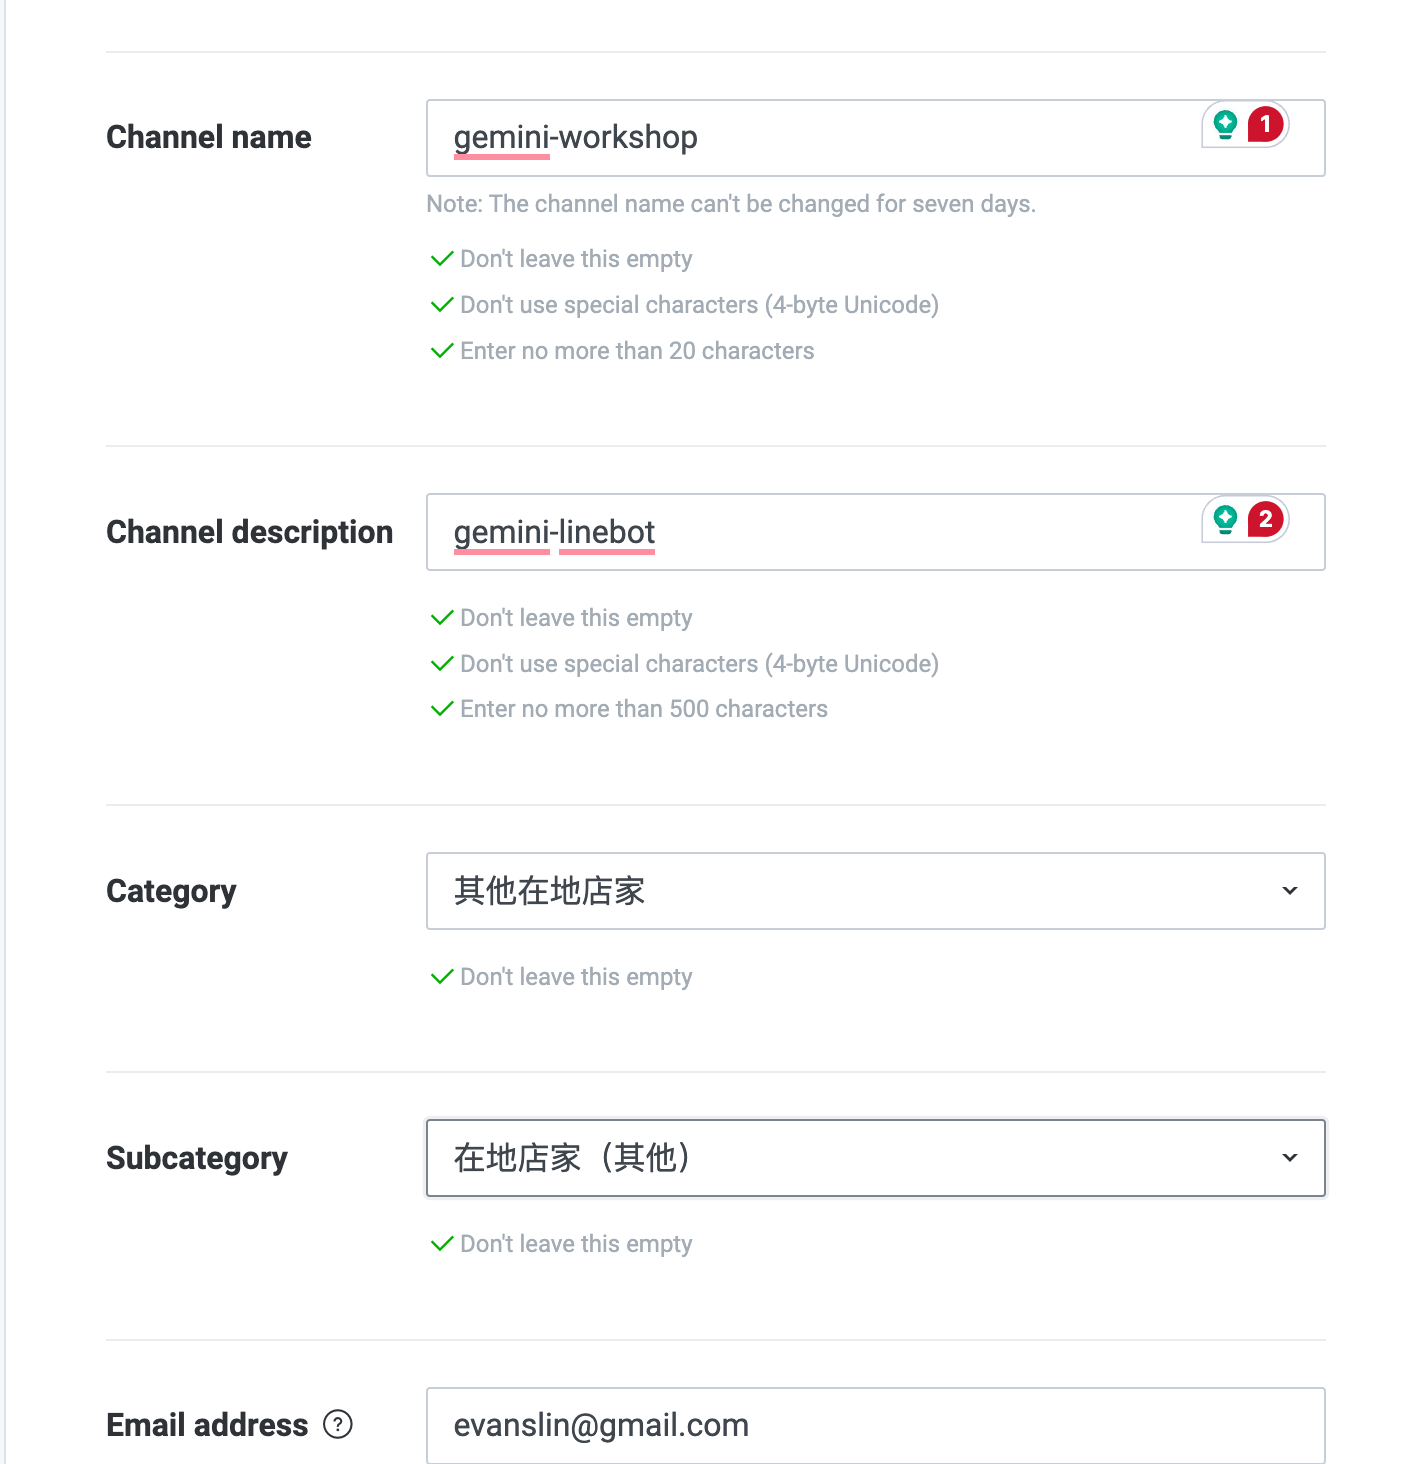 Channel name
gemini-workshop
1
Note: The channel name can't be changed for seven days.
Don't leave this empty
Don't use special characters (4-byte Unicode)
Enter no more than 20 characters
Channel description
gemini-linebot
2
Don't leave this empty
Don't use special characters (4-byte Unicode)
Enter no more than 500 characters
Category
其他在地店家
Don't leave this empty
Subcategory
在地店家（其他）
Don't leave this empty
Email address ?
evanslin@gmail.com